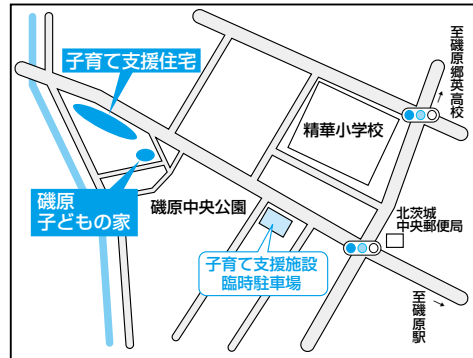 子育て支援住宅
至磯原郷英高校
精華小学校
磯原
子どもの家
磯原中央公園
北茨城
中央郵便局
子育て支援施設
臨時駐車場
至磯原駅